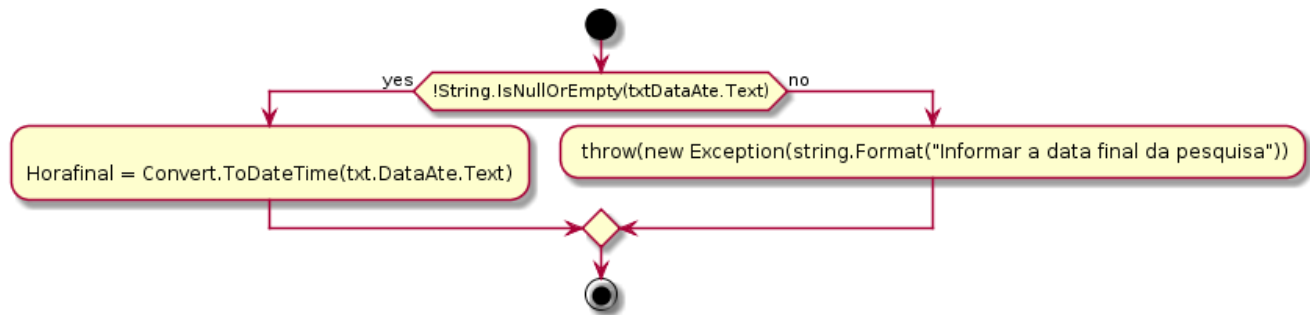 yes
!String.IsNullOrEmpty(txtDataAte.Text)
no
Horafinal = Convert.ToDateTime(txt.DataAte.Text)
throw(new Exception(string.Format("Informar a data final da pesquisa"))